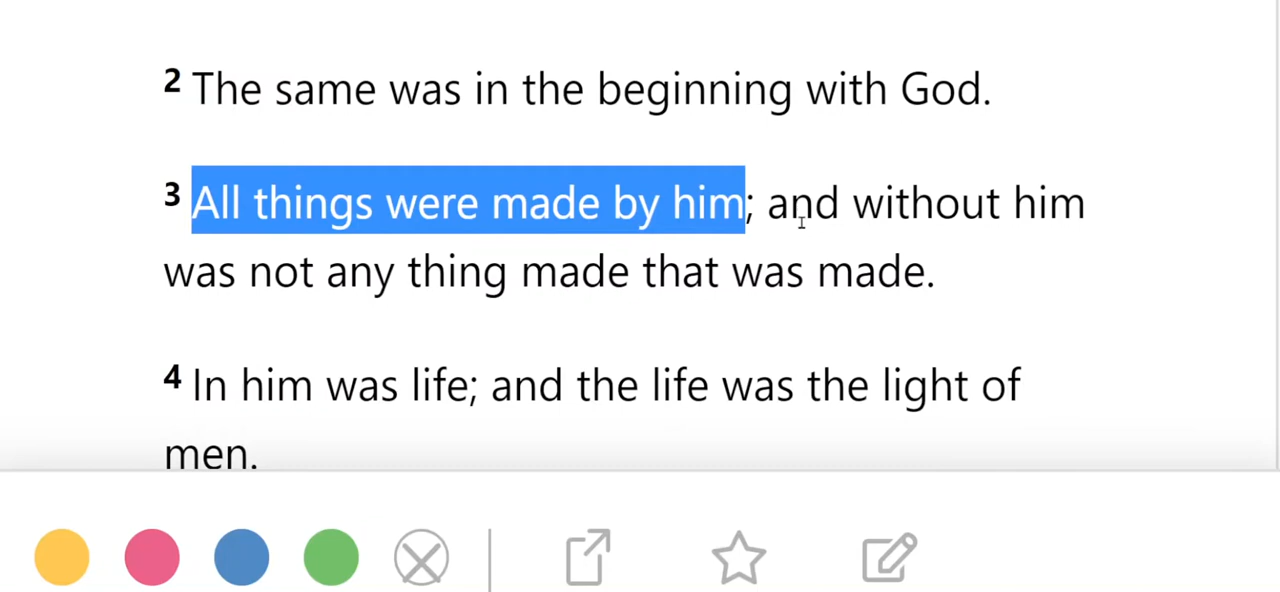 2 The same was in the beginning with God.
3 All things were made by him; and without him
was not any thing made that was made.
4 In him was life; and the life was the light of
men.